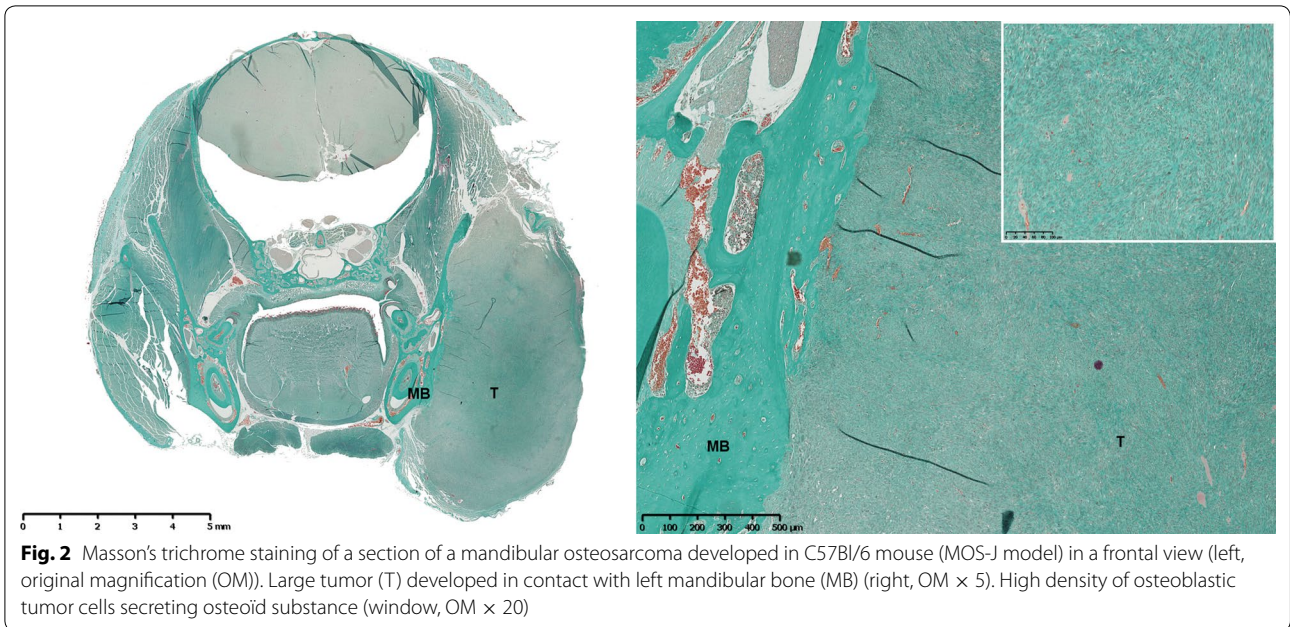 MB
T
0 1 2 3 4 5 mm
MB
T
0 100 200 300 400 500 µm
Fig. 2 Masson's trichrome staining of a section of a mandibular osteosarcoma developed in C57Bl/6 mouse (MOS-J model) in a frontal view (left,
original magnification (OM)). Large tumor (T) developed in contact with left mandibular bone (MB) (right, OM × 5). High density of osteoblastic
tumor cells secreting osteoïd substance (window, OM × 20)